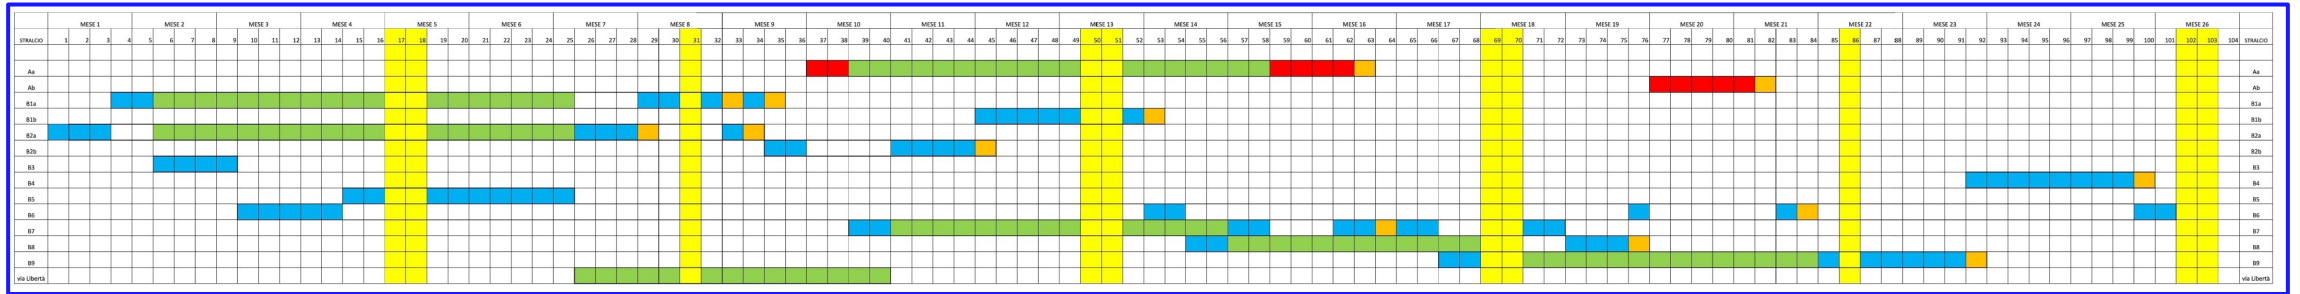 MESE 1 MESE 2 MESE 3 MESE 4 MESE 5 MESE 6 MESE 7 MESE 8 MESE 9 MESE 10 MESE 11 MESE 12 MESE 13 MESE 14 MESE 15 MESE 16 MESE 17 MESE 18 MESE 19 MESE 20 MESE 21 MESE 22 MESE 23 MESE 24 MESE 25 MESE 26
STRALCIO 1 2 3 4 5 6 7 8 9 10 11 12 13 14 15 16 17 18 19 20 21 22 23 24 25 26 27 28 29 30 31 32 33 34 35 36 37 38 39 40 41 42 43 44 45 46 47 48 49 50 51 52 53 54 55 56 57 58 59 60 61 62 63 64 65 66 67 68 69 70 71 72 73 74 75 76 77 78 79 80 81 82 83 84 85 86 87 88 89 90 91 92 93 94 95 96 97 98 99 100 101 102 103 104 STRALCIO
Aa Aa
Ab Ab
B1a B1a
B1b B1b
B2a B2a
B2b B2b
B3 B3
B4 B4
B5 B5
B6 B6
B7 B7
B8 B8
B9 B9
via Libertà via Libertà